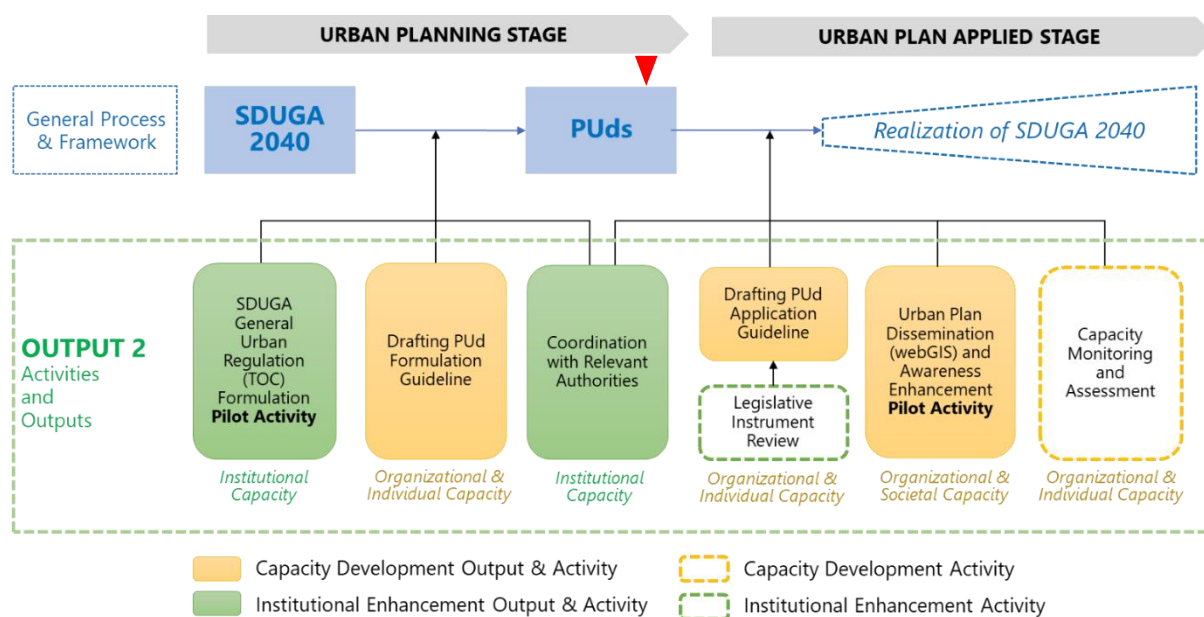 URBAN PLANNING STAGE
URBAN PLAN APPLIED STAGE
General Process
& Framework
SDUGA
2040
PUds
Realization of SDUGA 2040
OUTPUT 2
Activities
and
Outputs
SDUGA
General
Urban
Regulation
(TOC)
Formulation
Pilot Activity
Institutional
Capacity
Drafting PUd
Formulation
Guideline
Organizational &
Individual Capacity
Coordination
with Relevant
Authorities
Institutional
Capacity
Drafting PUd
Application
Guideline
Legislative
Instrument
Review
Organizational &
Individual Capacity
Urban Plan
Dissemination
(webGIS) and
Awareness
Enhancement
Pilot Activity
Organizational &
Societal Capacity
Capacity
Monitoring
and
Assessment
Organizational &
Individual Capacity
Capacity Development Output & Activity
Capacity Development Activity
Institutional Enhancement Output & Activity
Institutional Enhancement Activity